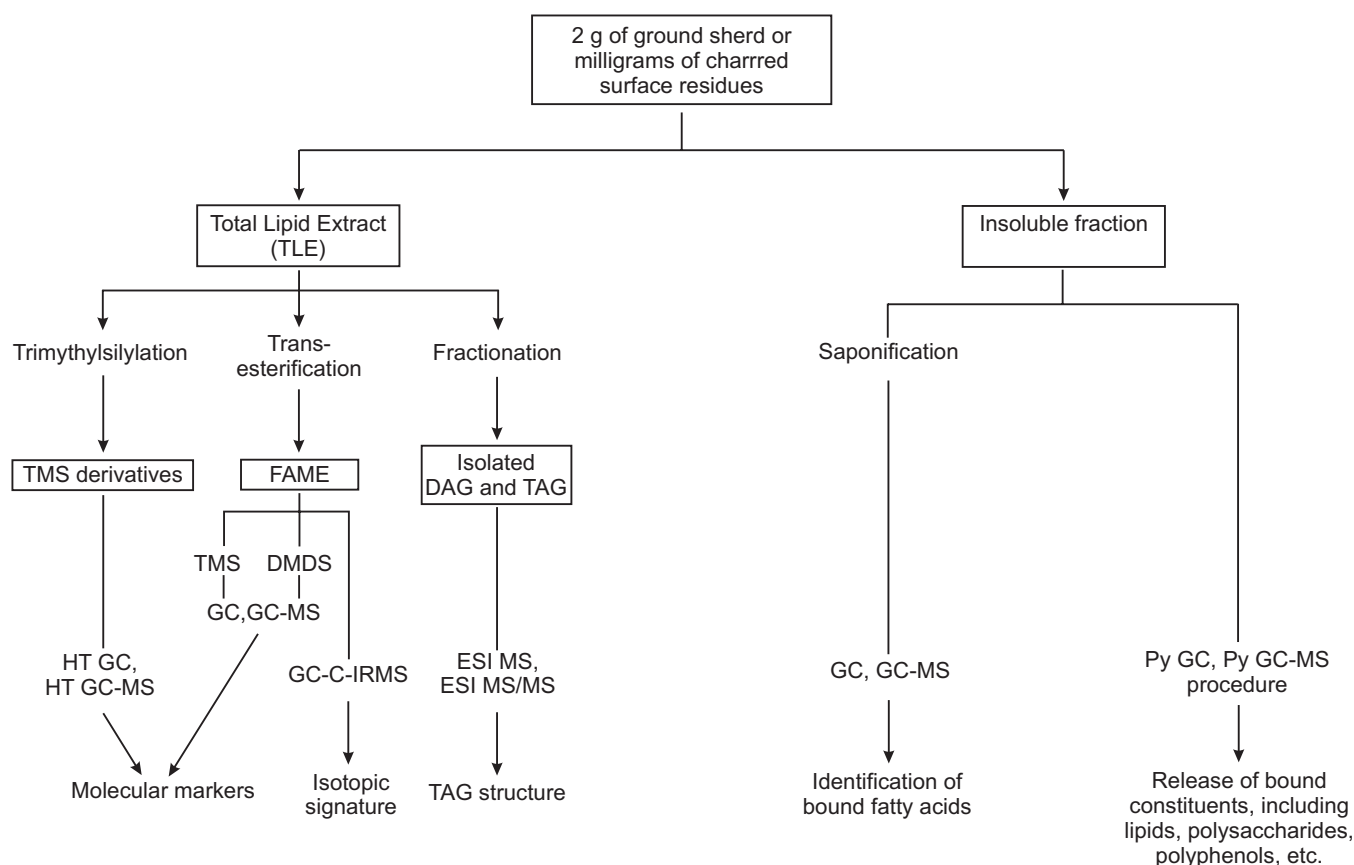 2 g of ground sherd or
milligrams of charrred
surface residues
Total Lipid Extract
(TLE)
Insoluble fraction
Trimythylsilylation
Trans-
esterification
Fractionation
Saponification
TMS derivatives
FAME
Isolated
DAG and TAG
TMS
DMDS
GC,GC-MS
HT GC,
HT GC-MS
GC-C-IRMS
ESI MS,
ESI MS/MS
GC, GC-MS
Py GC, Py GC-MS
procedure
Molecular markers
Isotopic
signature
TAG structure
Identification of
bound fatty acids
Release of bound
constituents, including
lipids, polysaccharides,
polyphenols, etc.